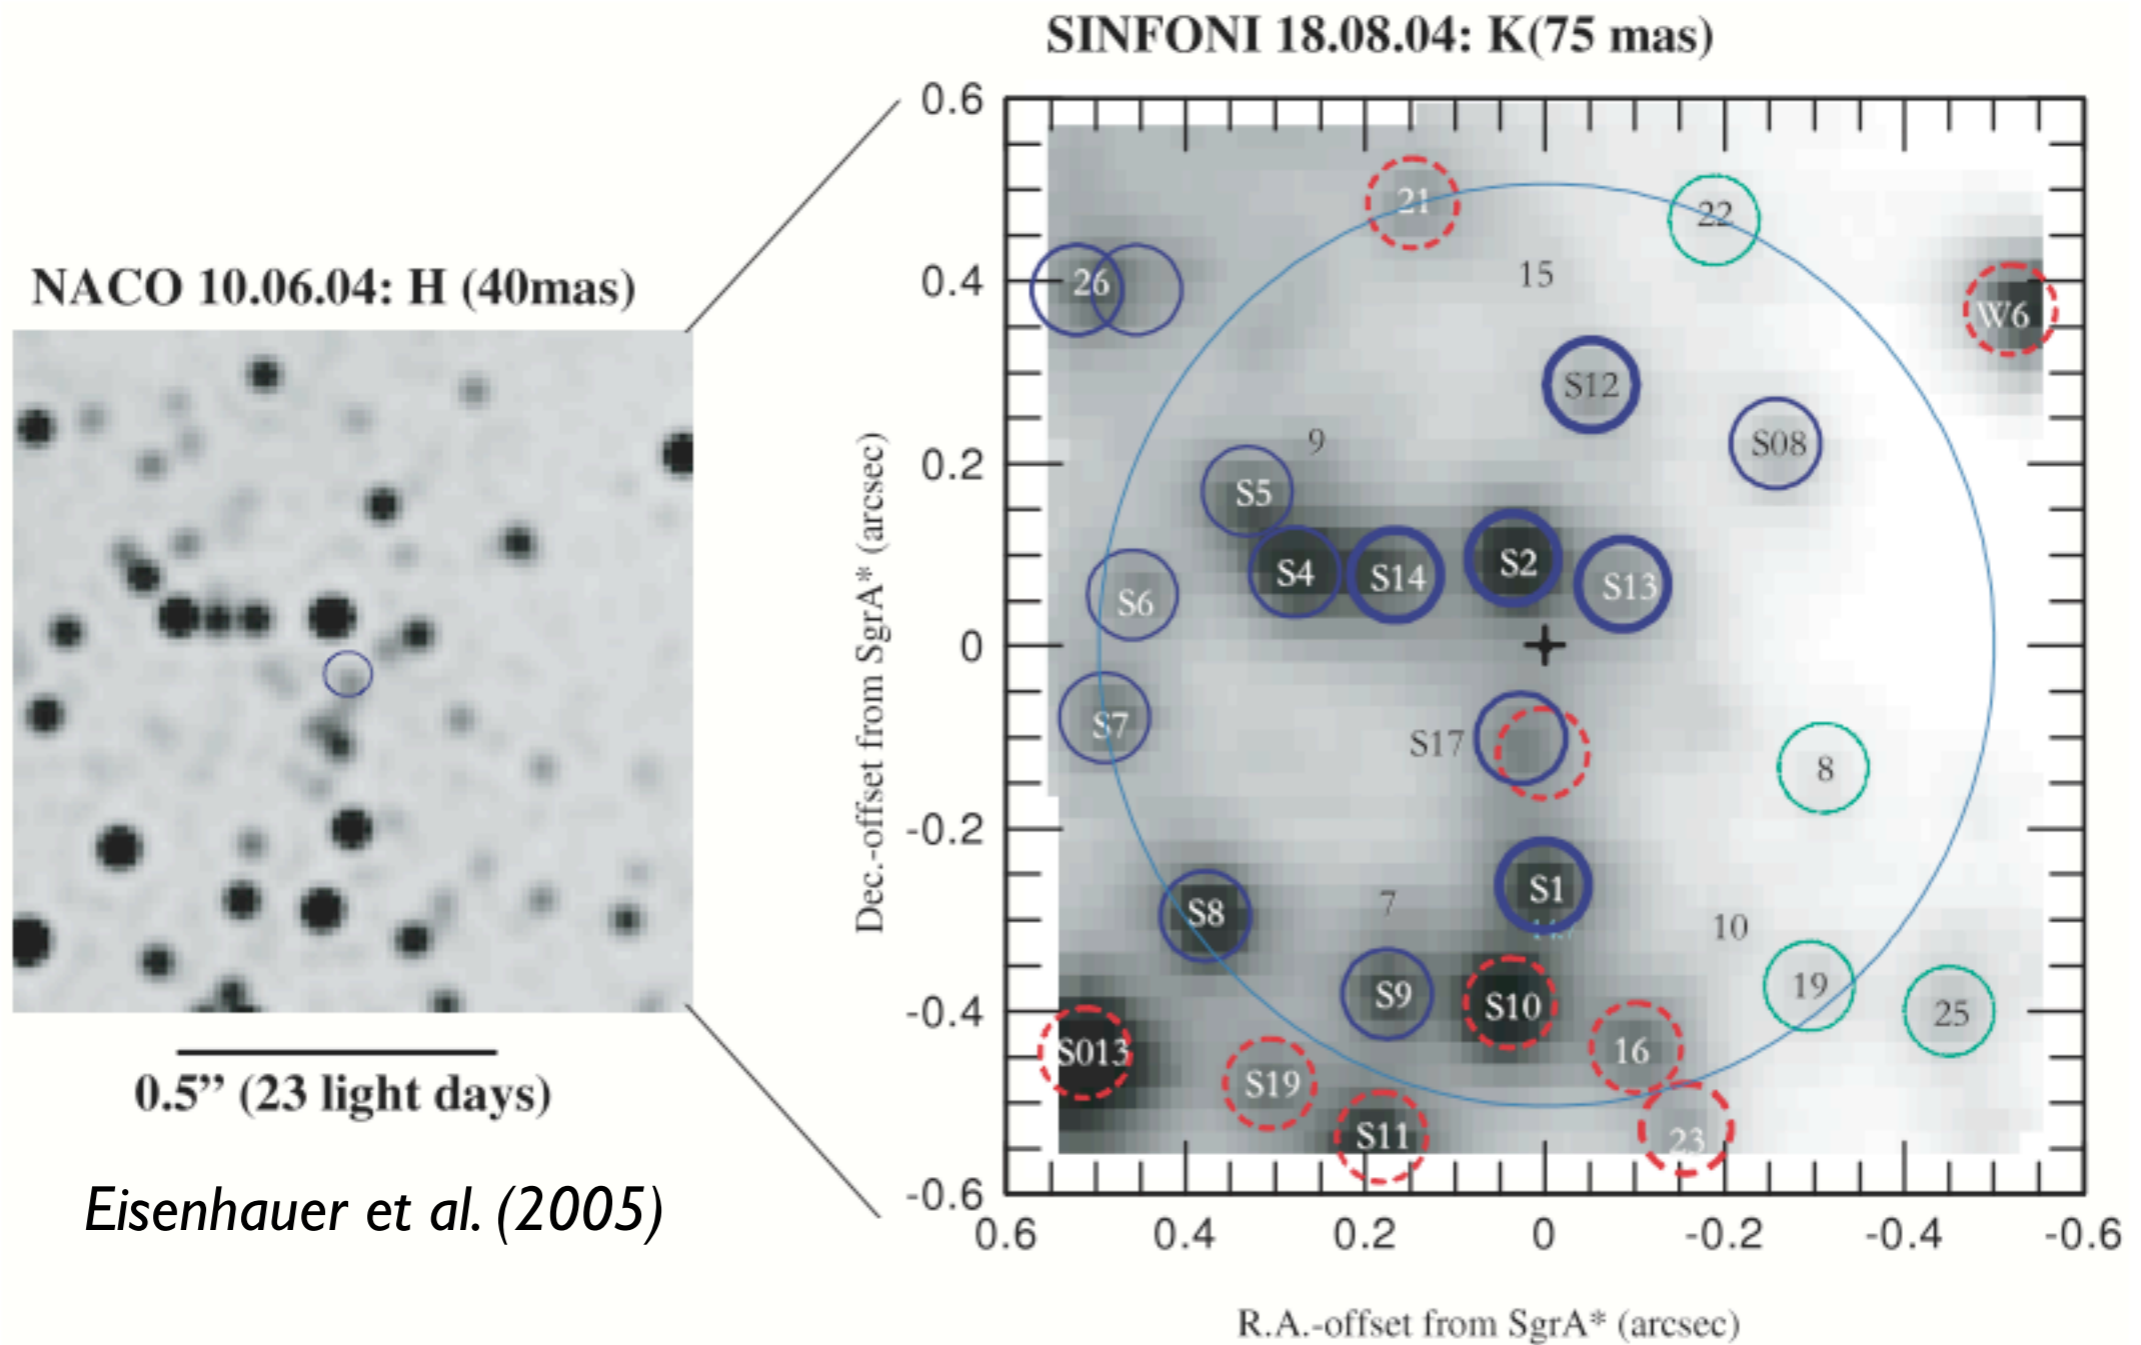 SINFONI 18.08.04: K(75 mas)
NACO 10.06.04: H (40mas)
0.5” (23 light days)
Eisenhauer et al. (2005)
Dec.-offset from SgrA* (arcsec)
0.6
0.4
0.2
0
-0.2
-0.4
-0.6
21
22
15
26
W6
S12
S08
9
S5
S4
S14
S2
S13
S6
S7
S17
8
S8
7
S1
10
S9
S10
19
25
S013
S19
16
S11
23
0.6 0.4 0.2 0 -0.2 -0.4 -0.6
R.A.-offset from SgrA* (arcsec)